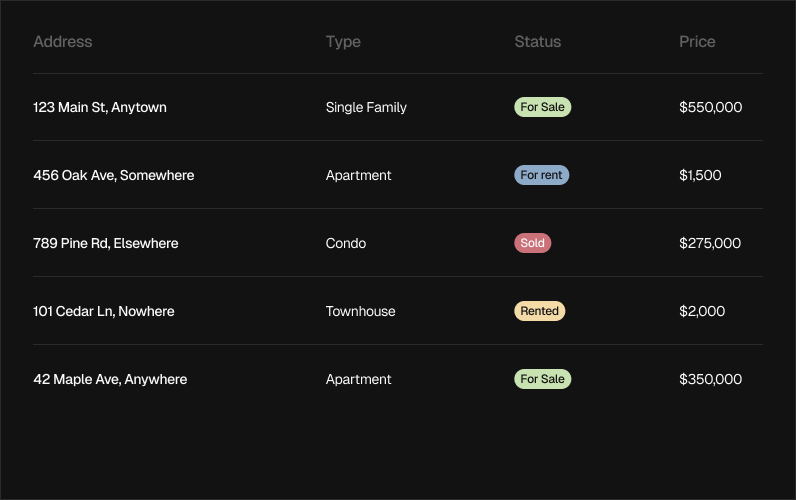 Address Type Status Price
123 Main St, Anytown Single Family For Sale $550,000
456 Oak Ave, Somewhere Apartment For rent $1,500
789 Pine Rd, Elsewhere Condo Sold $275,000
101 Cedar Ln, Nowhere Townhouse Rented $2,000
42 Maple Ave, Anywhere Apartment For Sale $350,000